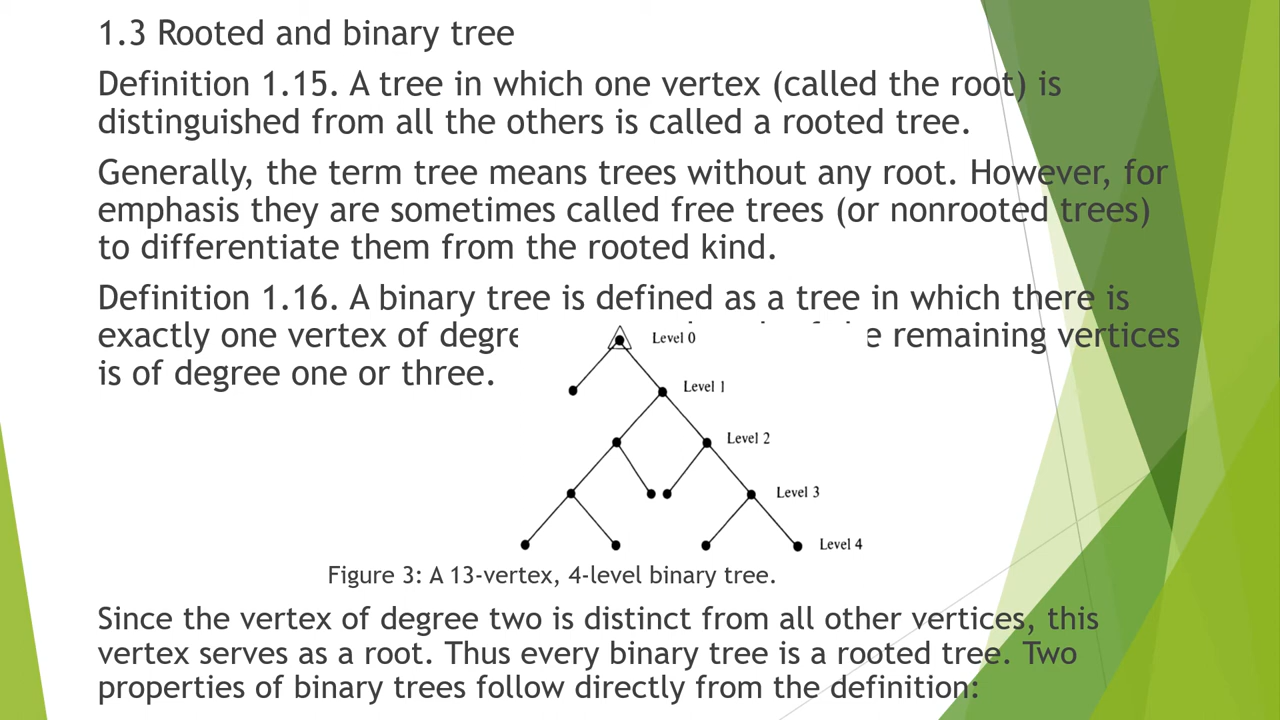 1.3 Rooted and binary tree
Definition 1.15. A tree in which one vertex (called the root) is
distinguished from all the others is called a rooted tree.
Generally, the term tree means trees without any root. However, for
emphasis they are sometimes called free trees (or nonrooted trees)
to differentiate them from the rooted kind.
Definition 1.16. A binary tree is defined as a tree in which there is
exactly one vertex of remaining vertices
is of degree one or three.
Level 0
Level 1
Level 2
Level 3
Level 4
Figure 3: A 13-vertex, 4-level binary tree.
Since the vertex of degree two is distinct from all other vertices, this
vertex serves as a root. Thus every binary tree is a rooted tree. Two
properties of binary trees follow directly from the definition: